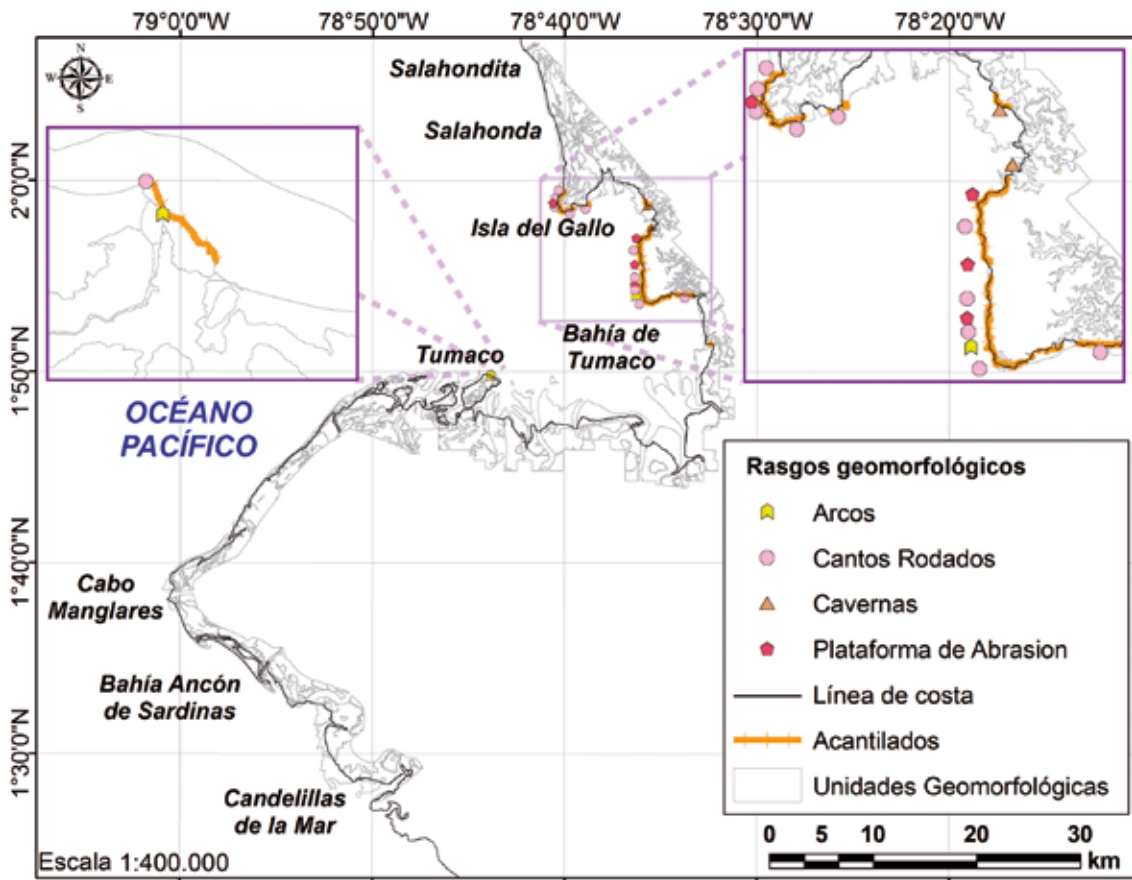 79°0'0"W
78°50'0"W
78°40'0"W
78°30'0"W
78°20'0"W
N
W
E
S
Salahondita
Salahonda
2°0'0"N
Isla del Gallo
Bahía de
Tumaco
Tumaco
1°50'0"N
OCÉANO
PACÍFICO
1°40'0"N
Cabo
Manglares
Bahía Ancón
de Sardinas
1°30'0"N
Candelillas
de la Mar
Escala 1:400.000
Rasgos geomorfológicos
Arcos
Cantos Rodados
Cavernas
Plataforma de Abrasion
Línea de costa
Acantilados
Unidades Geomorfológicas
0 5 10 20 30
km